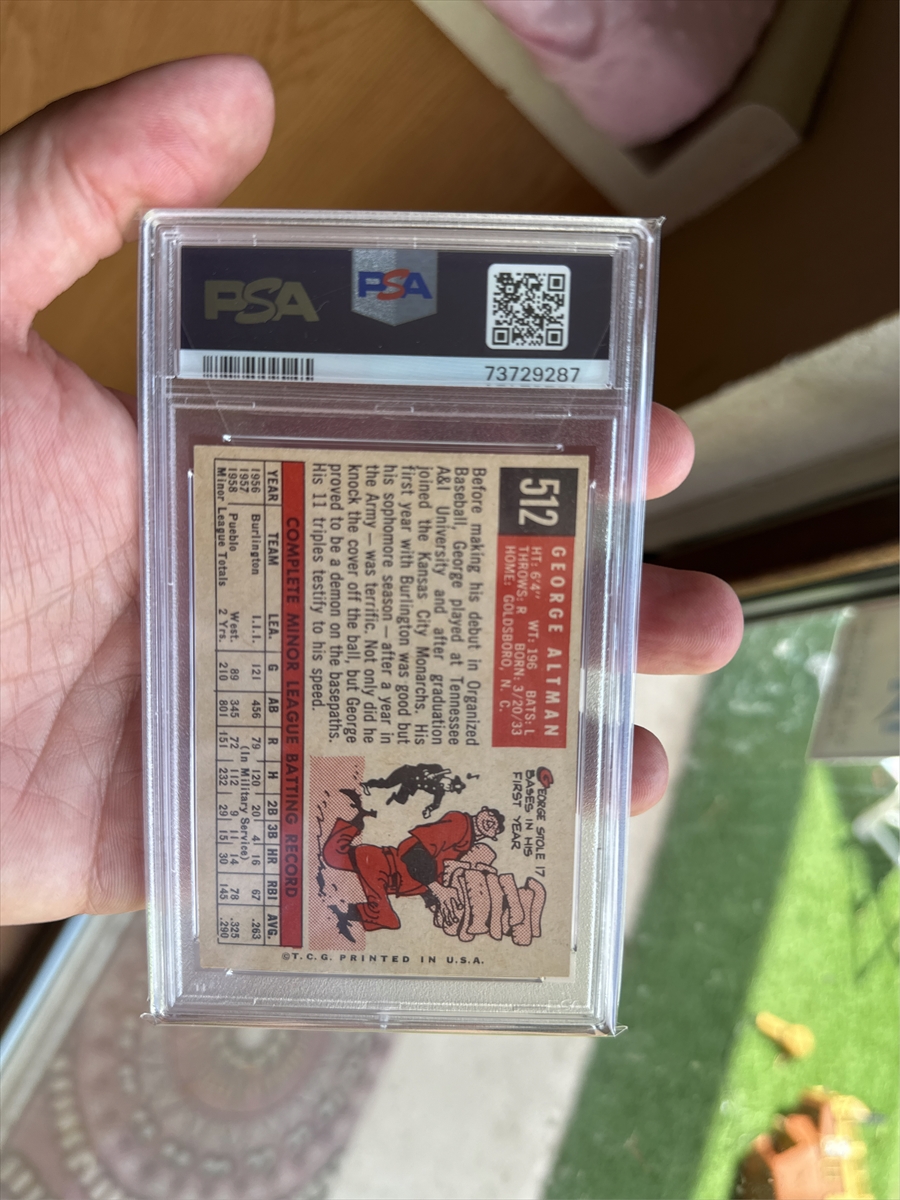 PSA
PSA
73729287
512
GEORGE ALTMAN
HT: 6'4" WT: 196 BATS: L
THROWS: R BORN: 3/20/33
HOME: GOLDSBORO, N. C.
Before making his debut in Organized
Baseball, George played at Tennessee
A&I University and after graduation
joined the Kansas City Monarchs. His
first year with Burlington was good but
his sophomore season — after a year in
the Army — was terrific. Not only did he
knock the cover off the ball, but George
proved to be a demon on the basepaths.
His 11 triples testify to his speed.
GEORGE STOLE 17
BASES IN HIS
FIRST YEAR
COMPLETE MINOR LEAGUE BATTING RECORD
YEAR TEAM LEA. G AB R H 2B 3B HR RBI AVG.
1956 Burlington I.I.I. 121 456 79 120 20 4 16 67 .263
1957 (In Military Service)
1958 Pueblo West. 89 345 72 112 9 11 14 78 .325
Minor League Totals 2 Yrs. 210 801 151 232 29 15 30 145 .290
©T.C.G. PRINTED IN U.S.A.